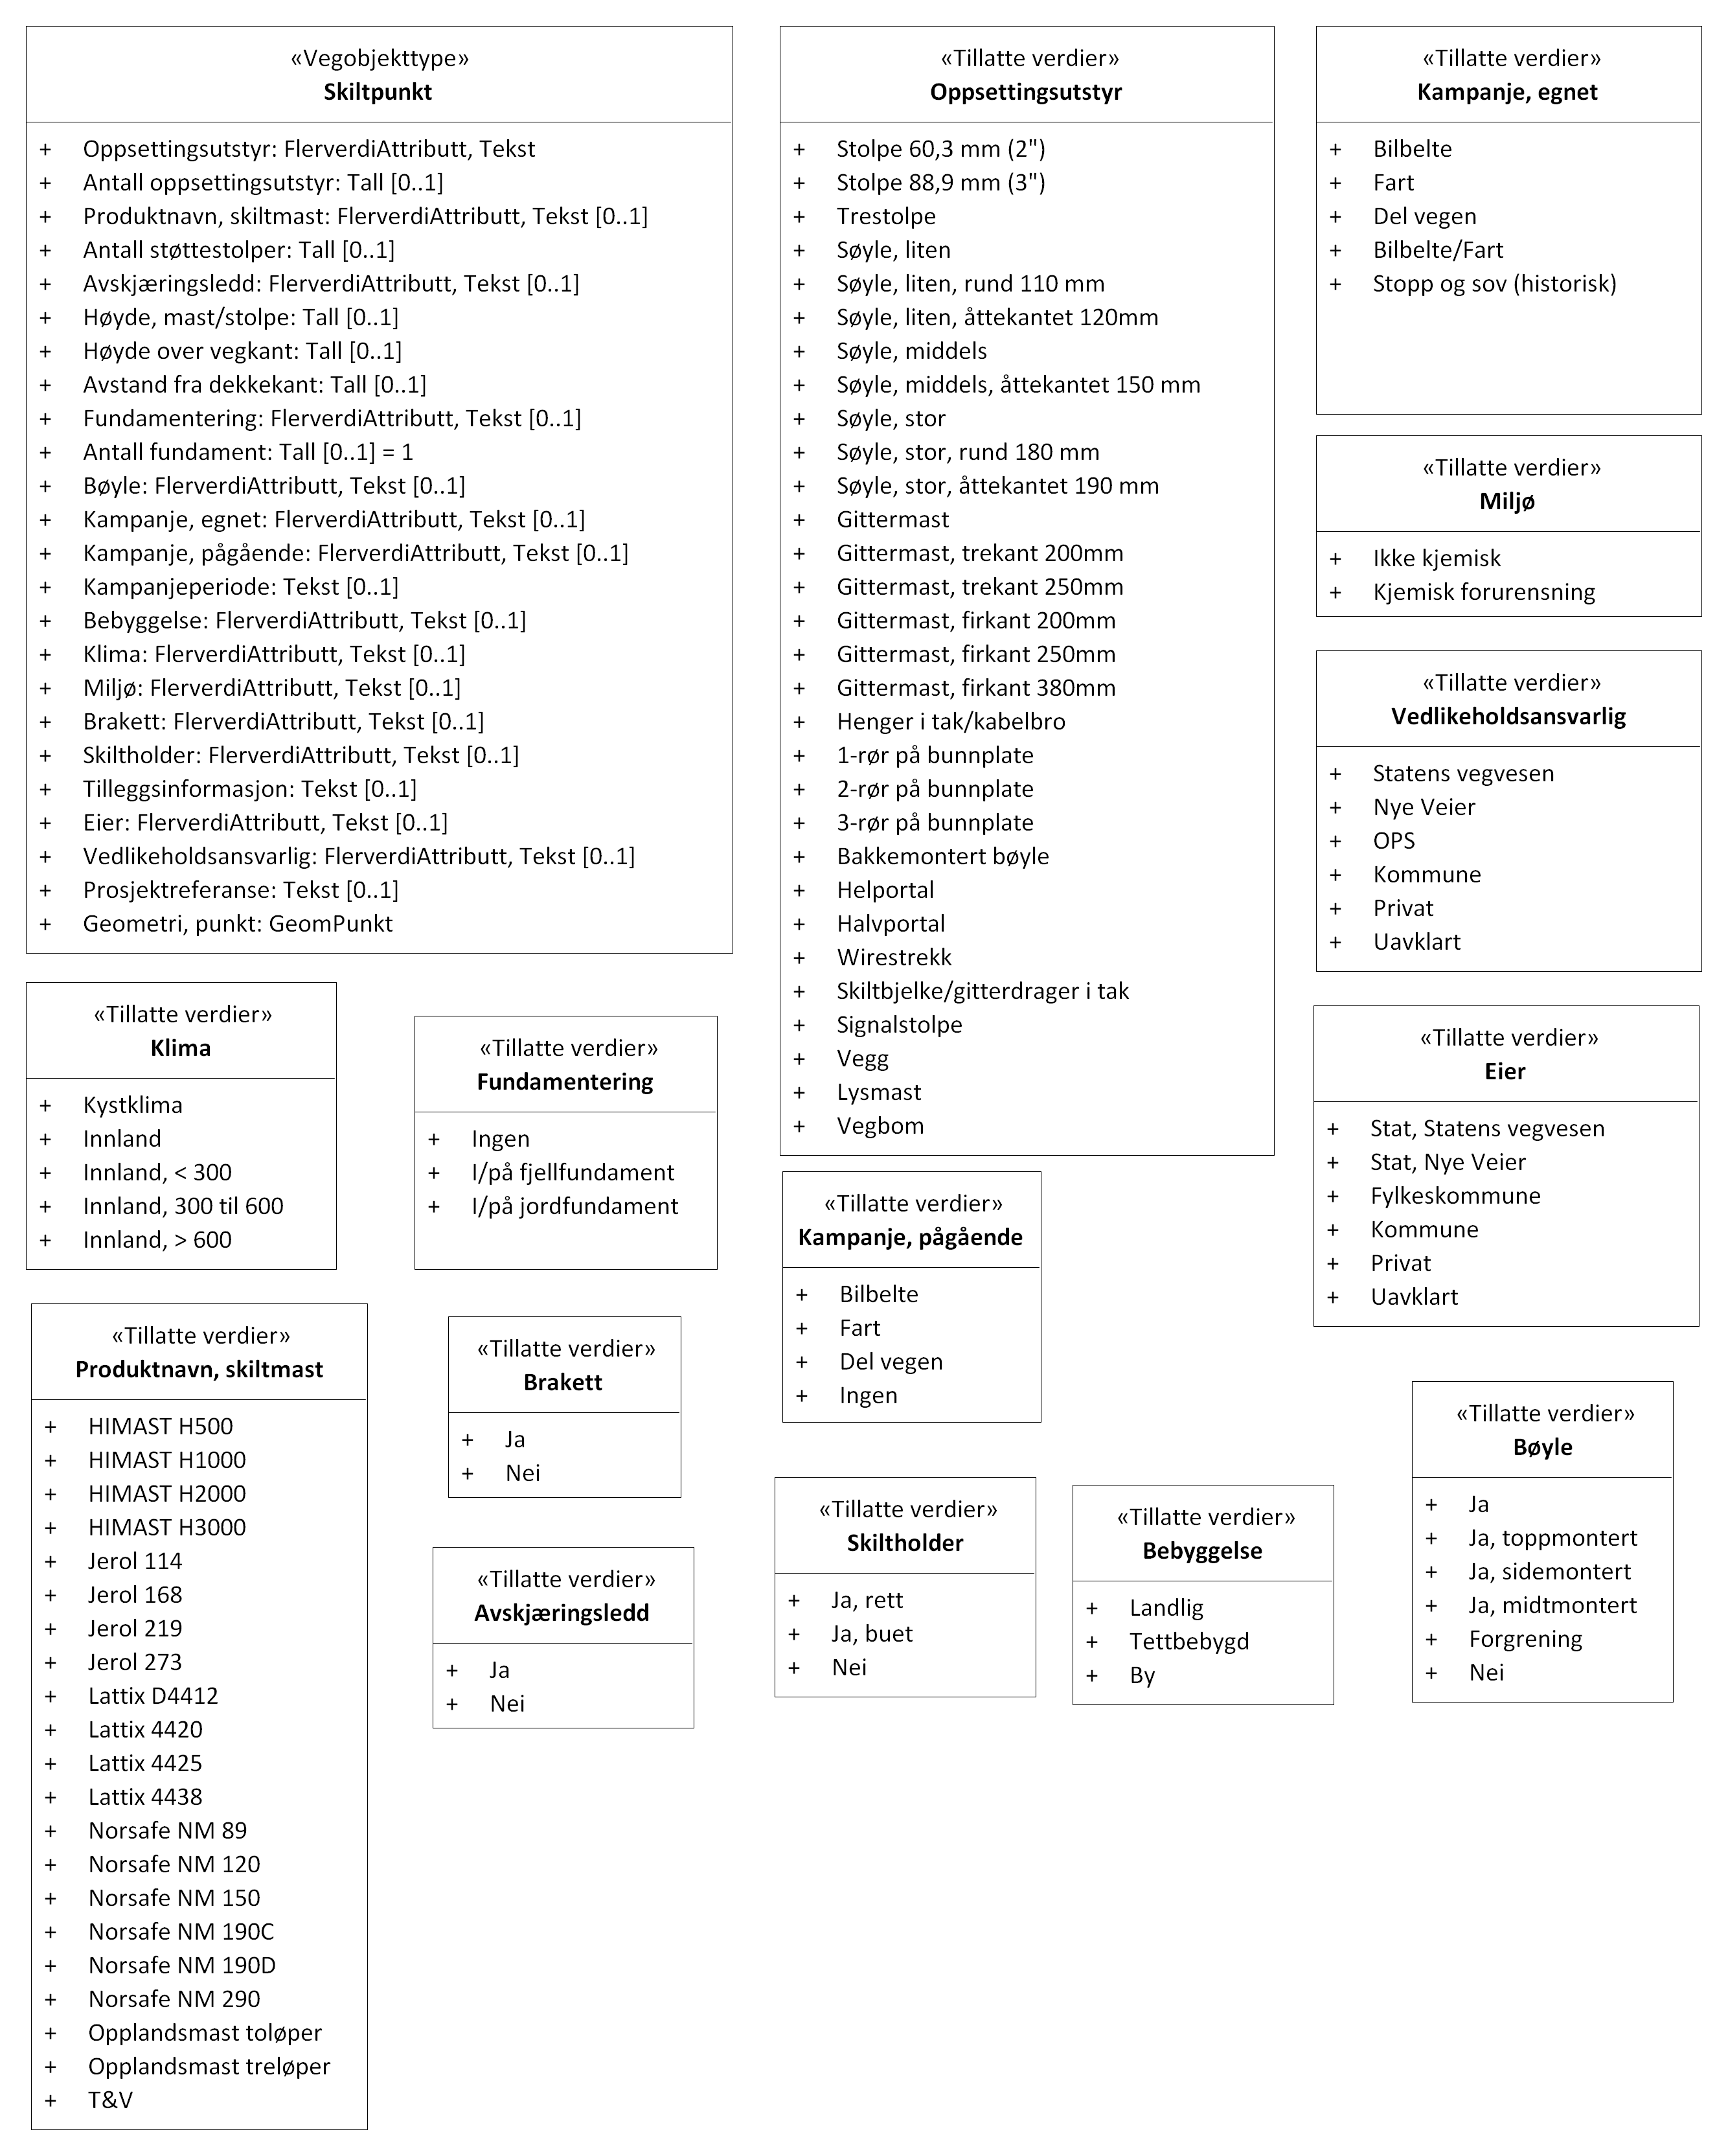 «Vegobjekttype»
Skiltpunkt
+ Oppsettingsutstyr: FlerverdiAttributt, Tekst
+ Antall oppsettingsutstyr: Tall [0..1]
+ Produktnavn, skiltmast: FlerverdiAttributt, Tekst [0..1]
+ Antall støttestolper: Tall [0..1]
+ Avskjæringsledd: FlerverdiAttributt, Tekst [0..1]
+ Høyde, mast/stolpe: Tall [0..1]
+ Høyde over vegkant: Tall [0..1]
+ Avstand fra dekkekant: Tall [0..1]
+ Fundamentering: FlerverdiAttributt, Tekst [0..1]
+ Antall fundament: Tall [0..1] = 1
+ Bøyle: FlerverdiAttributt, Tekst [0..1]
+ Kampanje, egnet: FlerverdiAttributt, Tekst [0..1]
+ Kampanje, pågående: FlerverdiAttributt, Tekst [0..1]
+ Kampanjeperiode: Tekst [0..1]
+ Bebyggelse: FlerverdiAttributt, Tekst [0..1]
+ Klima: FlerverdiAttributt, Tekst [0..1]
+ Miljø: FlerverdiAttributt, Tekst [0..1]
+ Brakett: FlerverdiAttributt, Tekst [0..1]
+ Skiltholder: FlerverdiAttributt, Tekst [0..1]
+ Tilleggsinformasjon: Tekst [0..1]
+ Eier: FlerverdiAttributt, Tekst [0..1]
+ Vedlikeholdsansvarlig: FlerverdiAttributt, Tekst [0..1]
+ Prosjektreferanse: Tekst [0..1]
+ Geometri, punkt: GeomPunkt
«Tillatte verdier»
Oppsettingsutstyr
+ Stolpe 60,3 mm (2")
+ Stolpe 88,9 mm (3")
+ Trestolpe
+ Søyle, liten
+ Søyle, liten, rund 110 mm
+ Søyle, liten, åttekantet 120mm
+ Søyle, middels
+ Søyle, middels, åttekantet 150 mm
+ Søyle, stor
+ Søyle, stor, rund 180 mm
+ Søyle, stor, åttekantet 190 mm
+ Gittermast
+ Gittermast, trekant 200mm
+ Gittermast, trekant 250mm
+ Gittermast, firkant 200mm
+ Gittermast, firkant 250mm
+ Gittermast, firkant 380mm
+ Henger i tak/kabelbro
+ 1-rør på bunnplate
+ 2-rør på bunnplate
+ 3-rør på bunnplate
+ Bakkemontert bøyle
+ Helportal
+ Halvportal
+ Wirestrekk
+ Skiltbjelke/gitterdrager i tak
+ Signalstolpe
+ Vegg
+ Lysmast
+ Vegbom
«Tillatte verdier»
Kampanje, egnet
+ Bilbelte
+ Fart
+ Del vegen
+ Bilbelte/Fart
+ Stopp og sov (historisk)
«Tillatte verdier»
Miljø
+ Ikke kjemisk
+ Kjemisk forurensning
«Tillatte verdier»
Vedlikeholdsansvarlig
+ Statens vegvesen
+ Nye Veier
+ OPS
+ Kommune
+ Privat
+ Uavklart
«Tillatte verdier»
Klima
+ Kystklima
+ Innland
+ Innland, < 300
+ Innland, 300 til 600
+ Innland, > 600
«Tillatte verdier»
Fundamentering
+ Ingen
+ I/på fjellfundament
+ I/på jordfundament
«Tillatte verdier»
Eier
+ Stat, Statens vegvesen
+ Stat, Nye Veier
+ Fylkeskommune
+ Kommune
+ Privat
+ Uavklart
«Tillatte verdier»
Kampanje, pågående
+ Bilbelte
+ Fart
+ Del vegen
+ Ingen
«Tillatte verdier»
Produktnavn, skiltmast
+ HIMAST H500
+ HIMAST H1000
+ HIMAST H2000
+ HIMAST H3000
+ Jerol 114
+ Jerol 168
+ Jerol 219
+ Jerol 273
+ Lattix D4412
+ Lattix 4420
+ Lattix 4425
+ Lattix 4438
+ Norsafe NM 89
+ Norsafe NM 120
+ Norsafe NM 150
+ Norsafe NM 190C
+ Norsafe NM 190D
+ Norsafe NM 290
+ Opplandsmast toløper
+ Opplandsmast treløper
+ T&V
«Tillatte verdier»
Brakett
+ Ja
+ Nei
«Tillatte verdier»
Avskjæringsledd
+ Ja
+ Nei
«Tillatte verdier»
Skiltholder
+ Ja, rett
+ Ja, buet
+ Nei
«Tillatte verdier»
Bebyggelse
+ Landlig
+ Tettbebygd
+ By
«Tillatte verdier»
Bøyle
+ Ja
+ Ja, toppmontert
+ Ja, sidemontert
+ Ja, midtmontert
+ Forgrening
+ Nei